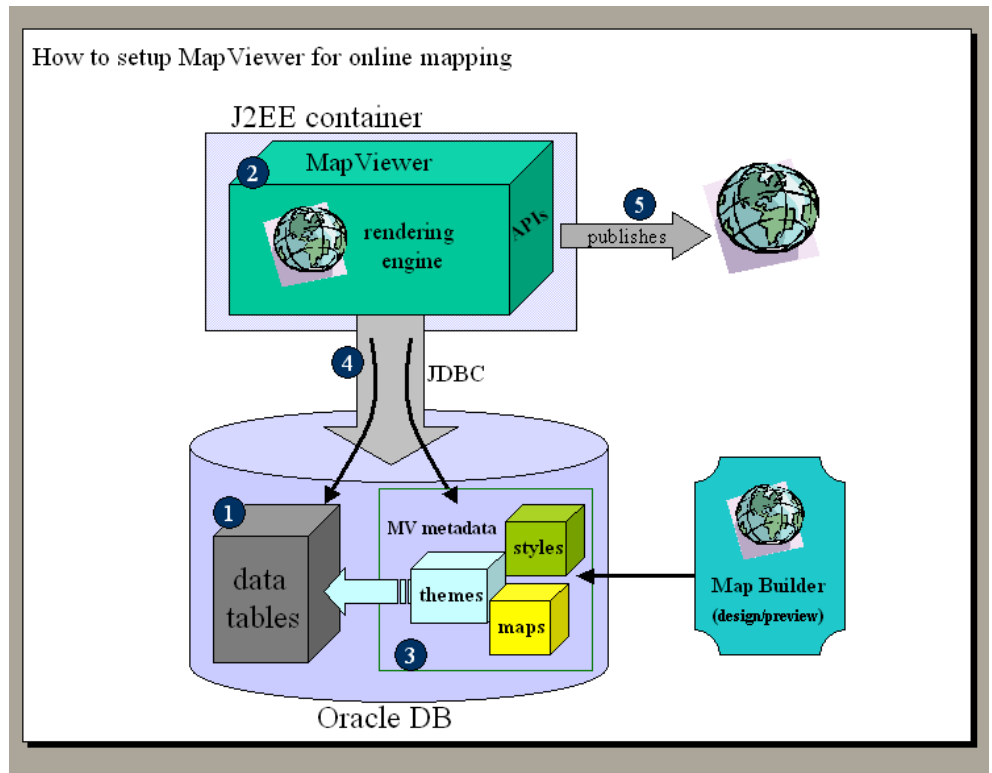 How to setup MapViewer for online mapping
J2EE container
MapViewer
2
rendering
engine
APIs
5
publishes
4
JDBC
1
data
tables
MV metadata
styles
themes
maps
3
Map Builder
(design/preview)
Oracle DB